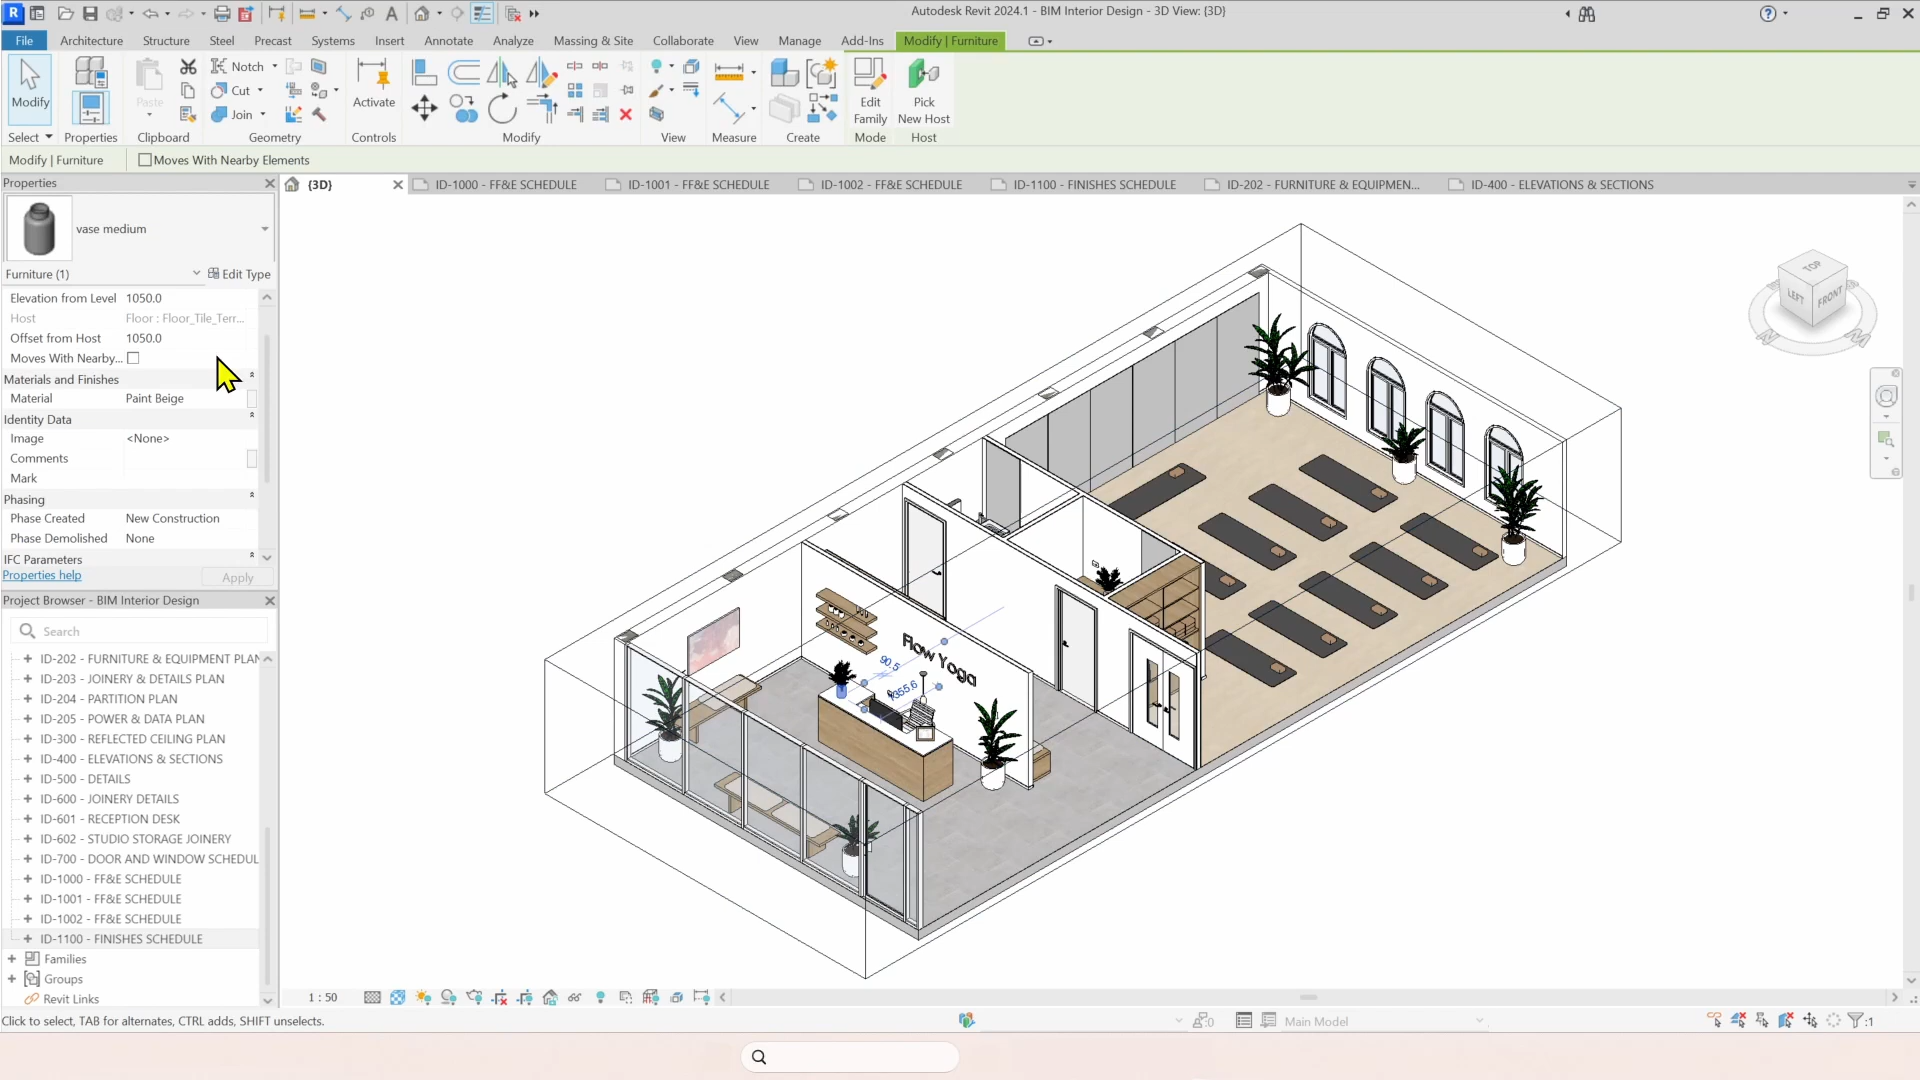 Autodesk Revit 2024.1 - BIM Interior Design - 3D View: {3D}
File Architecture Structure Steel Precast Systems Insert Annotate Analyze Massing & Site Collaborate View Manage Add-Ins Modify | Furniture
Modify
Paste
Notch
Cut
Join
Activate
Edit Family
Pick New Host
Select Properties Clipboard Geometry Controls Modify View Measure Create Mode Host
Modify | Furniture Moves With Nearby Elements
Properties
{3D} ID-1000 - FF&E SCHEDULE ID-1001 - FF&E SCHEDULE ID-1002 - FF&E SCHEDULE ID-1100 - FINISHES SCHEDULE ID-202 - FURNITURE & EQUIPMEN... ID-400 - ELEVATIONS & SECTIONS
vase medium
Furniture (1) Edit Type
Elevation from Level 1050.0
Host Floor : Floor_Tile_Terr...
Offset from Host 1050.0
Moves With Nearby...
Materials and Finishes
Material Paint Beige
Identity Data
Image <None>
Comments
Mark
Phasing
Phase Created New Construction
Phase Demolished None
IFC Parameters
Properties help Apply
Project Browser - BIM Interior Design
Search
ID-202 - FURNITURE & EQUIPMENT PLAN
ID-203 - JOINERY & DETAILS PLAN
ID-204 - PARTITION PLAN
ID-205 - POWER & DATA PLAN
ID-300 - REFLECTED CEILING PLAN
ID-400 - ELEVATIONS & SECTIONS
ID-500 - DETAILS
ID-600 - JOINERY DETAILS
ID-601 - RECEPTION DESK
ID-602 - STUDIO STORAGE JOINERY
ID-700 - DOOR AND WINDOW SCHEDUL
ID-1000 - FF&E SCHEDULE
ID-1001 - FF&E SCHEDULE
ID-1002 - FF&E SCHEDULE
ID-1100 - FINISHES SCHEDULE
Families
Groups
Revit Links
TOP
LEFT FRONT
Flow Yoga
90.5
1 : 50
Click to select, TAB for alternates, CTRL adds, SHIFT unselects.
:0
Main Model
:1